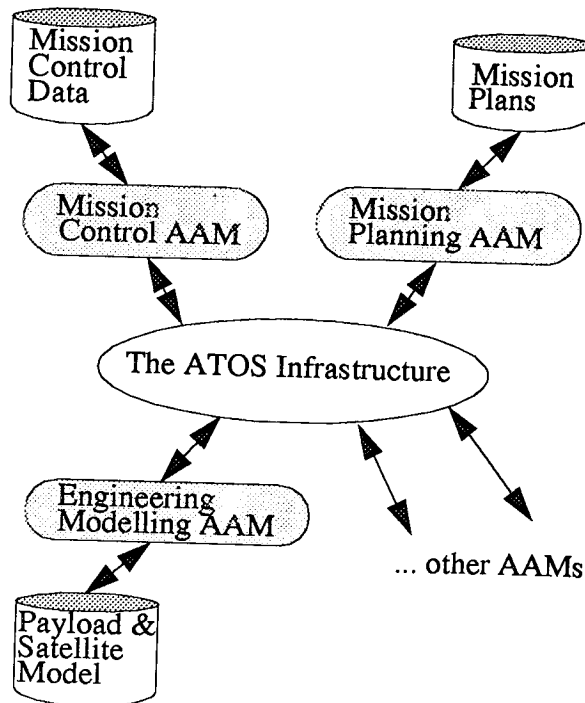 Mission
Control
Data
Mission
Plans
Mission
Control AAM
Mission
Planning AAM
The ATOS Infrastructure
Engineering
Modelling AAM
... other AAMs
Payload &
Satellite
Model